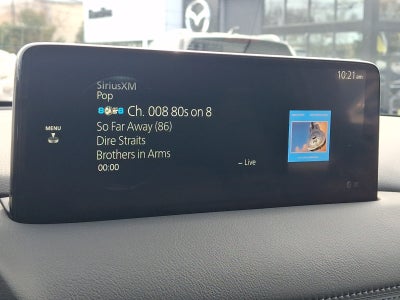 SiriusXM
10:21 am
Pop
Ch. 008 80s on 8
MENU
So Far Away (86)
Dire Straits
Brothers in Arms
00:00
– Live